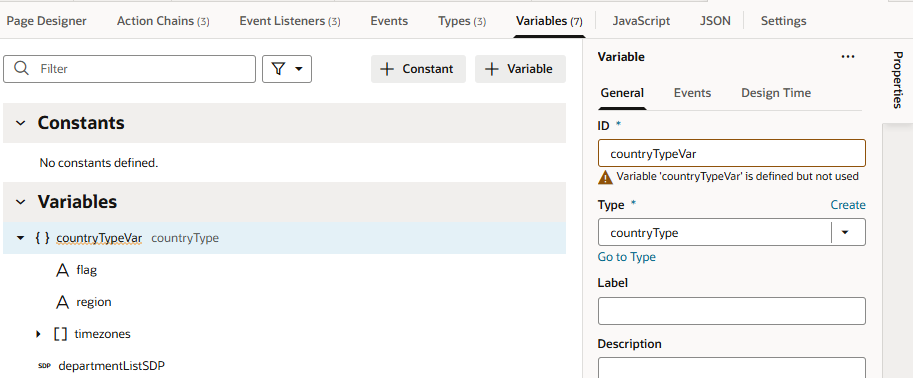 Page Designer Action Chains (3) Event Listeners (3) Events Types (3) Variables (7) JavaScript JSON Settings
Filter
+ Constant
+ Variable
Constants
No constants defined.
Variables
{ } countryTypeVar countryType
A flag
A region
[ ] timezones
SDP departmentListSDP
Variable
...
General Events Design Time
ID *
countryTypeVar
Variable 'countryTypeVar' is defined but not used
Type * Create
countryType
Go to Type
Label
Description
Properties